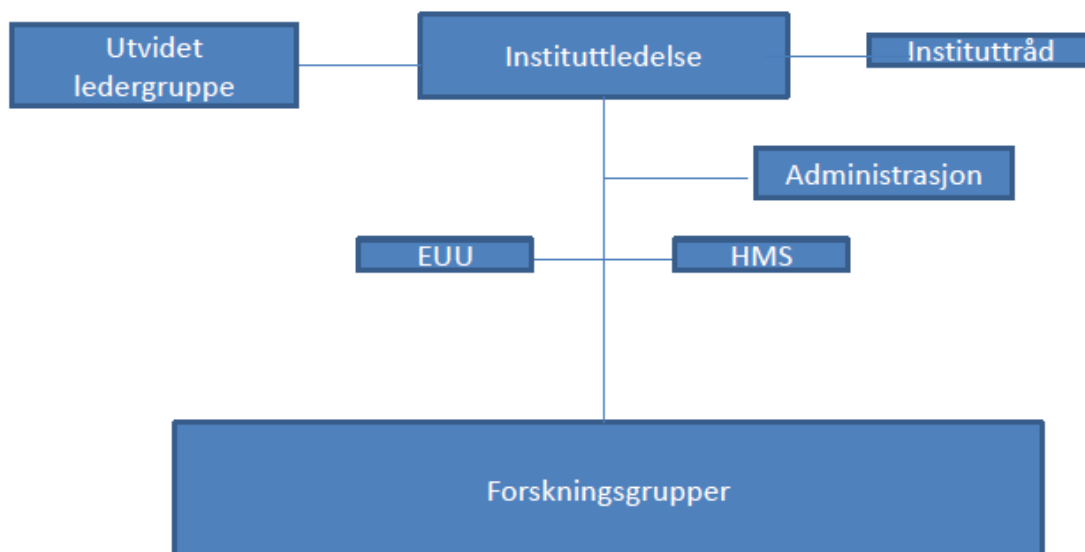 Utvidet
ledergruppe
Instituttledelse
Instituttråd
Administrasjon
EUU
HMS
Forskningsgrupper